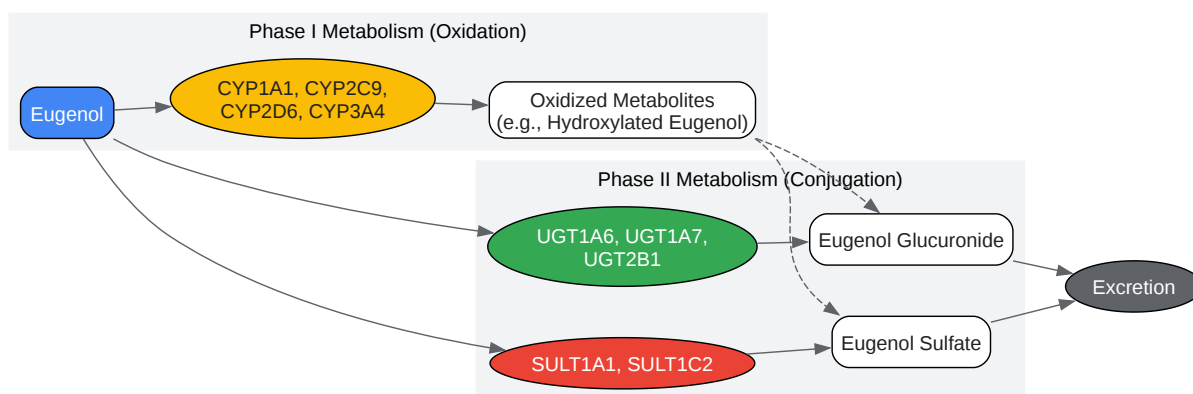 Phase I Metabolism (Oxidation)
Eugenol
CYP1A1, CYP2C9,
CYP2D6, CYP3A4
Oxidized Metabolites
(e.g., Hydroxylated Eugenol)
Phase II Metabolism (Conjugation)
UGT1A6, UGT1A7,
UGT2B1
Eugenol Glucuronide
Excretion
Eugenol Sulfate
SULT1A1, SULT1C2